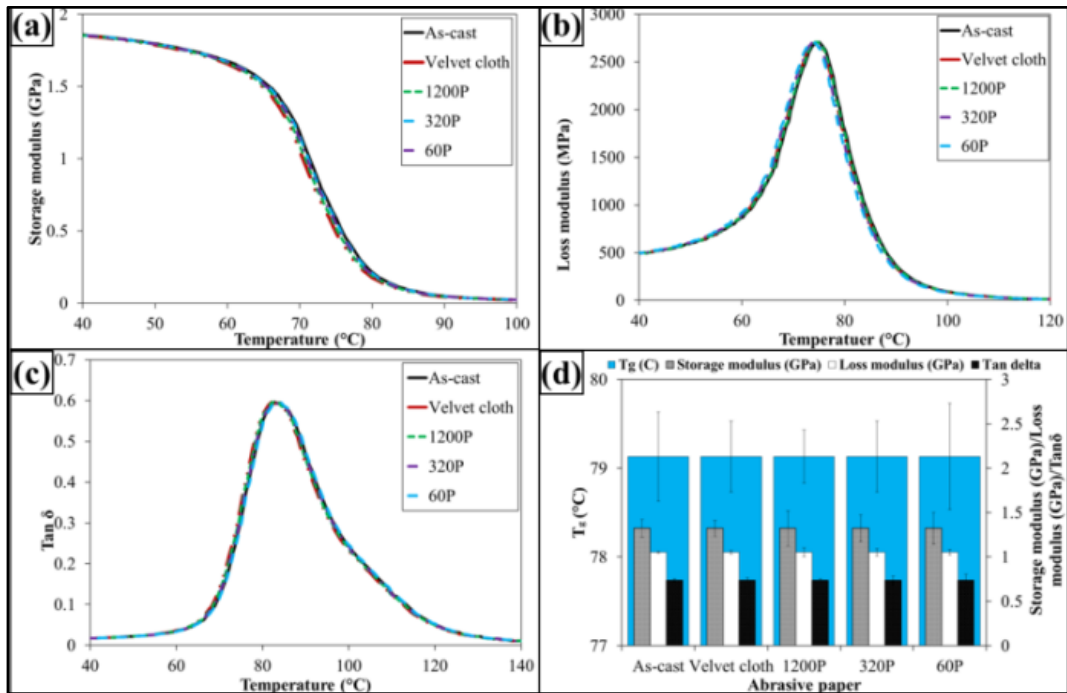 (a)
2
1.5
1
0.5
0
40
50
60
70
80
90
100
Storage modulus (GPa)
Temperature (°C)
As-cast
Velvet cloth
1200P
320P
60P
(b)
3000
2500
2000
1500
1000
500
0
40
60
80
100
120
Loss modulus (MPa)
Temperatuer (°C)
As-cast
Velvet cloth
1200P
320P
60P
(c)
0.7
0.6
0.5
0.4
0.3
0.2
0.1
0
40
60
80
100
120
140
Tan δ
Temperature (°C)
As-cast
Velvet cloth
1200P
320P
60P
(d)
Tg (C) Storage modulus (GPa) Loss modulus (GPa) Tan delta
80
79
78
77
Tg (°C)
3
2.5
2
1.5
1
0.5
0
Storage modulus (GPa)/Loss
modulus (GPa)/Tanδ
As-cast Velvet cloth 1200P 320P 60P
Abrasive paper